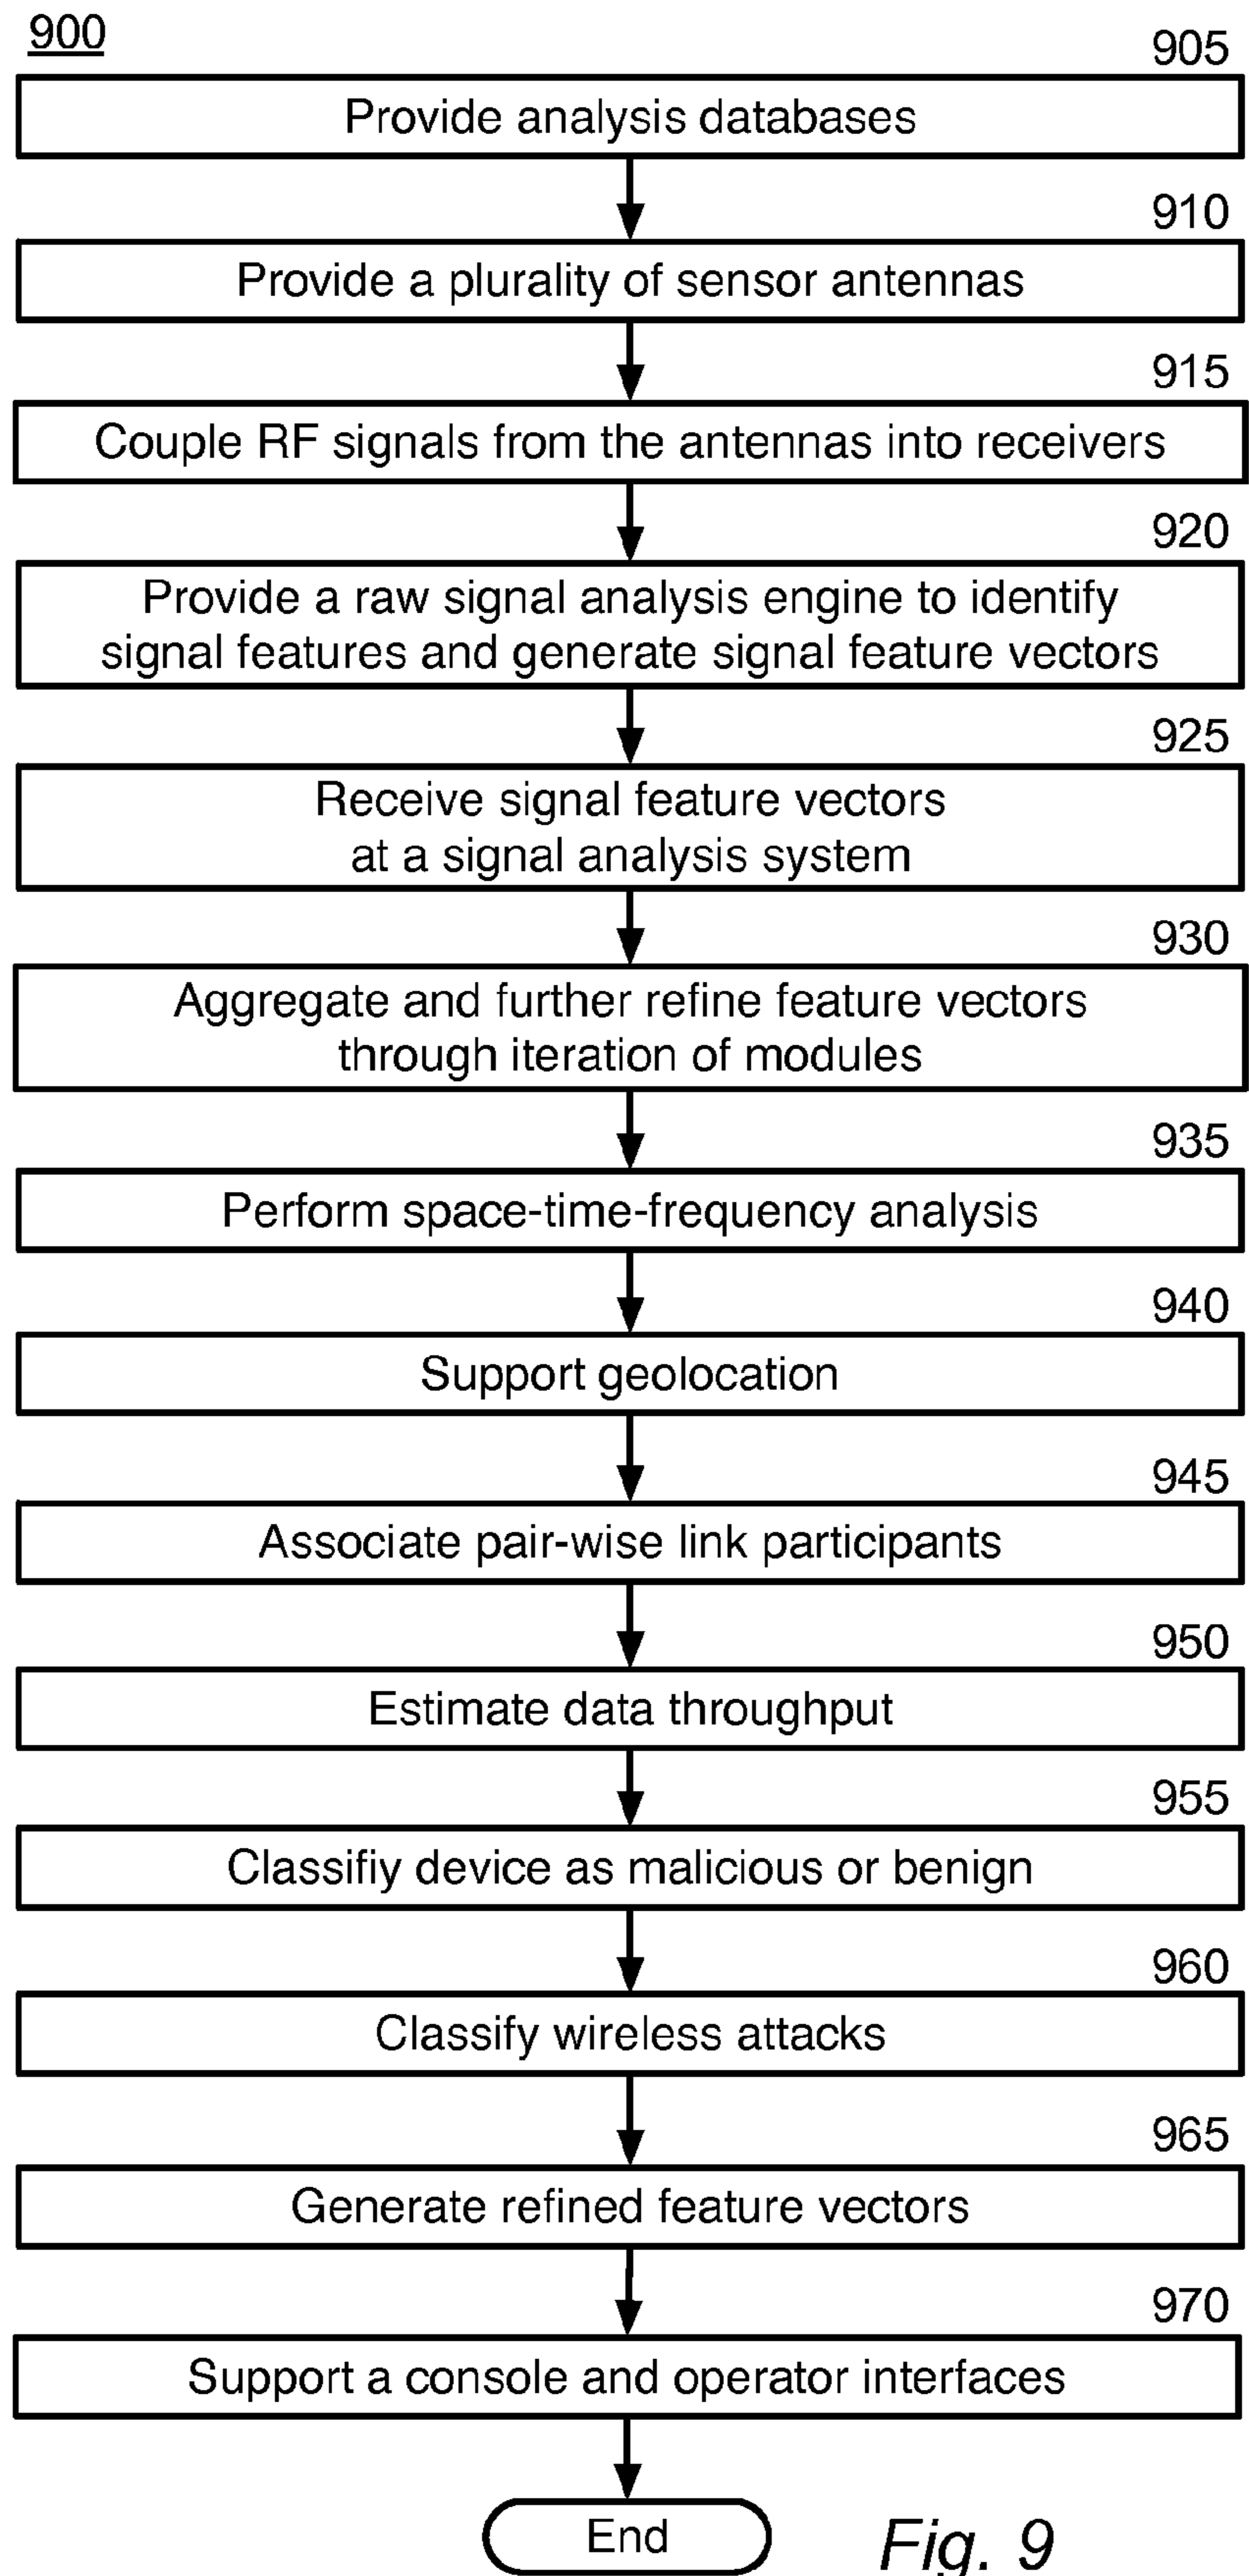 900
905
Provide analysis databases
910
Provide a plurality of sensor antennas
915
Couple RF signals from the antennas into receivers
920
Provide a raw signal analysis engine to identify
signal features and generate signal feature vectors
925
Receive signal feature vectors
at a signal analysis system
930
Aggregate and further refine feature vectors
through iteration of modules
935
Perform space-time-frequency analysis
940
Support geolocation
945
Associate pair-wise link participants
950
Estimate data throughput
955
Classifiy device as malicious or benign
960
Classify wireless attacks
965
Generate refined feature vectors
970
Support a console and operator interfaces
End
Fig. 9